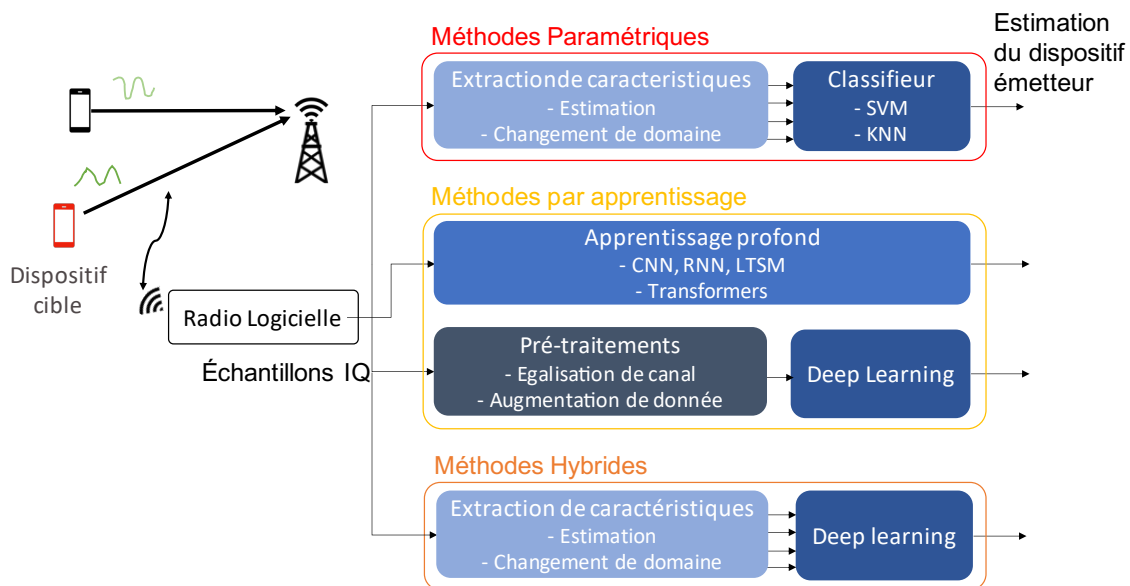 Méthodes Paramétriques
Extractionde caracteristiques
- Estimation
- Changement de domaine
Classifieur
- SVM
- KNN
Estimation
du dispositif
émetteur
Dispositif
cible
Radio Logicielle
Échantillons IQ
Méthodes par apprentissage
Apprentissage profond
- CNN, RNN, LTSM
- Transformers
Pré-traitements
- Egalisation de canal
- Augmentation de donnée
Deep Learning
Méthodes Hybrides
Extraction de caractéristiques
- Estimation
- Changement de domaine
Deep learning